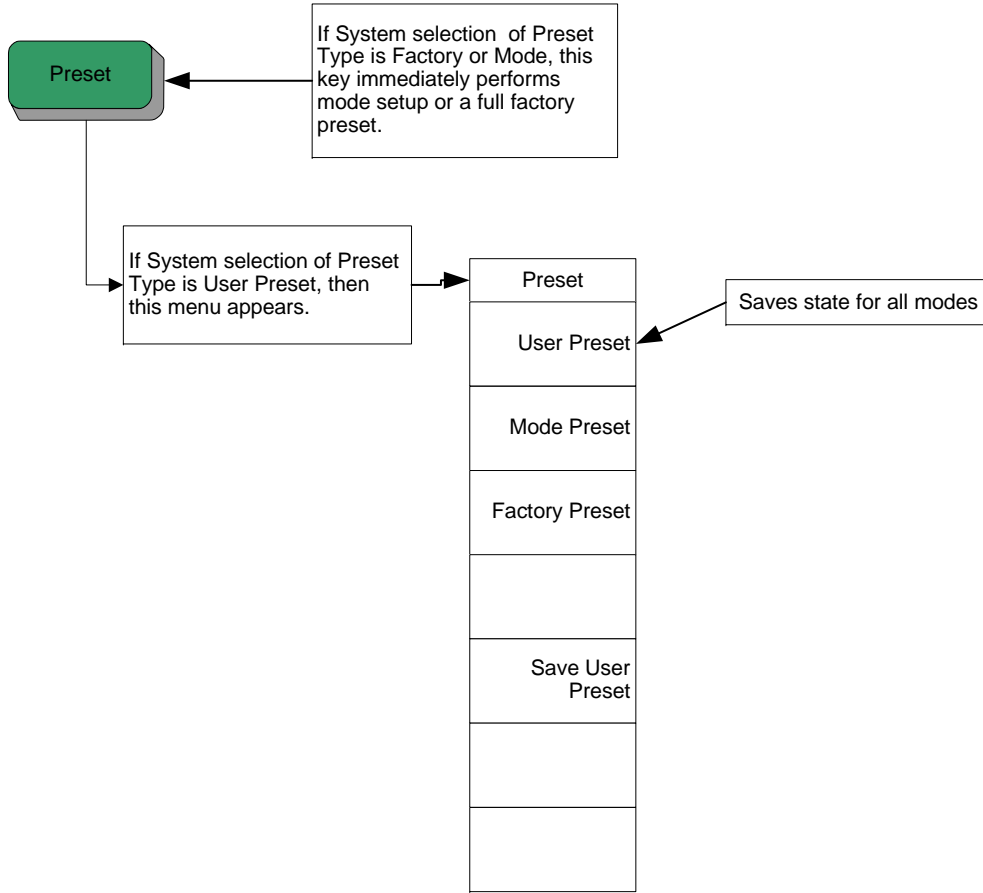 If System selection of Preset
Type is Factory or Mode, this
key immediately performs
mode setup or a full factory
preset.
Preset
If System selection of Preset
Type is User Preset, then
this menu appears.
Preset
Saves state for all modes
User Preset
Mode Preset
Factory Preset
Save User
Preset